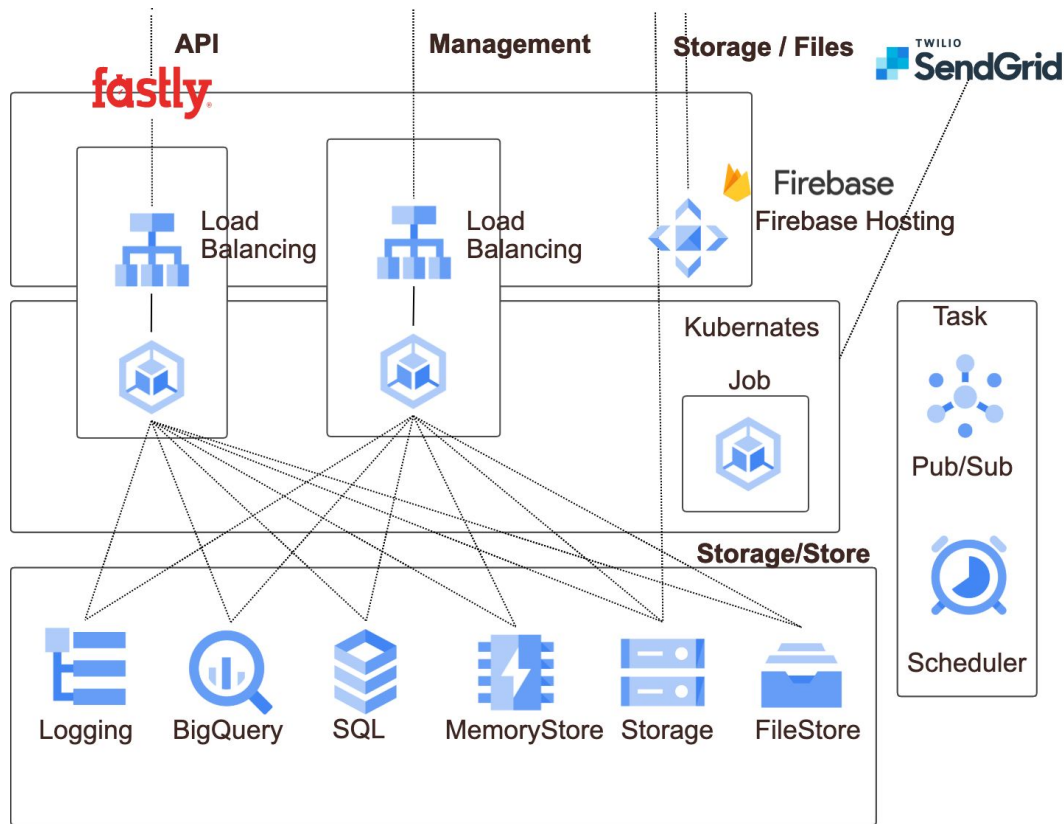 API
Management
Storage / Files
TWILIO
SendGrid
fastly
Load
Balancing
Load
Balancing
Firebase
Firebase Hosting
Kubernates
Job
Task
Pub/Sub
Scheduler
Storage/Store
Logging
BigQuery
SQL
MemoryStore
Storage
FileStore